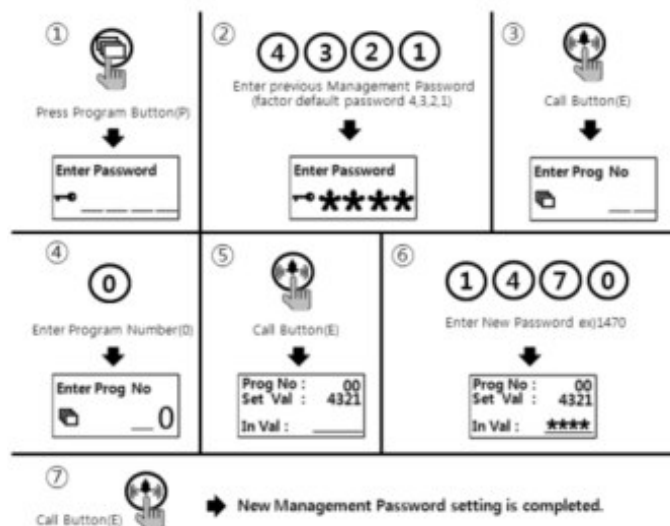 ①
Press Program Button(P)
Enter Password
②
4 3 2 1
Enter previous Management Password
(factor default password 4,3,2,1)
Enter Password
****
③
Call Button(E)
Enter Prog No
④
0
Enter Program Number(0)
Enter Prog No
_0
⑤
Call Button(E)
Prog No : 00
Set Val : 4321
In Val :
⑥
1 4 7 0
Enter New Password ex)1470
Prog No : 00
Set Val : 4321
In Val : ****
⑦
Call Button(E)
New Management Password setting is completed.